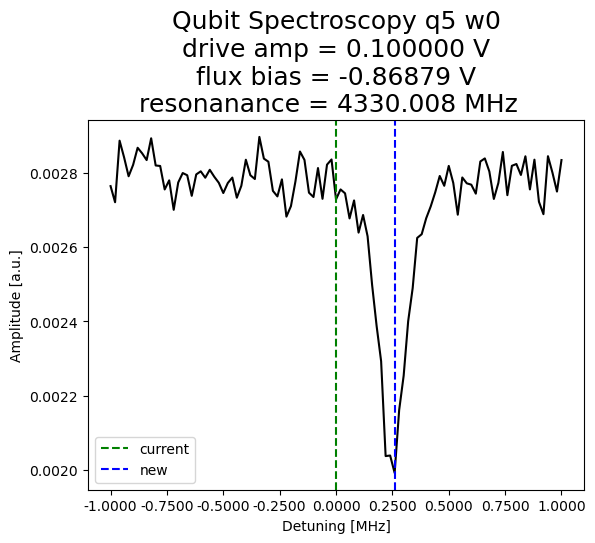 Qubit Spectroscopy q5 w0
drive amp = 0.100000 V
flux bias = -0.86879 V
resonanance = 4330.008 MHz
Amplitude [a.u.]
0.0028
0.0026
0.0024
0.0022
0.0020
current
new
-1.0000 -0.7500 -0.5000 -0.2500 0.0000 0.2500 0.5000 0.7500 1.0000
Detuning [MHz]